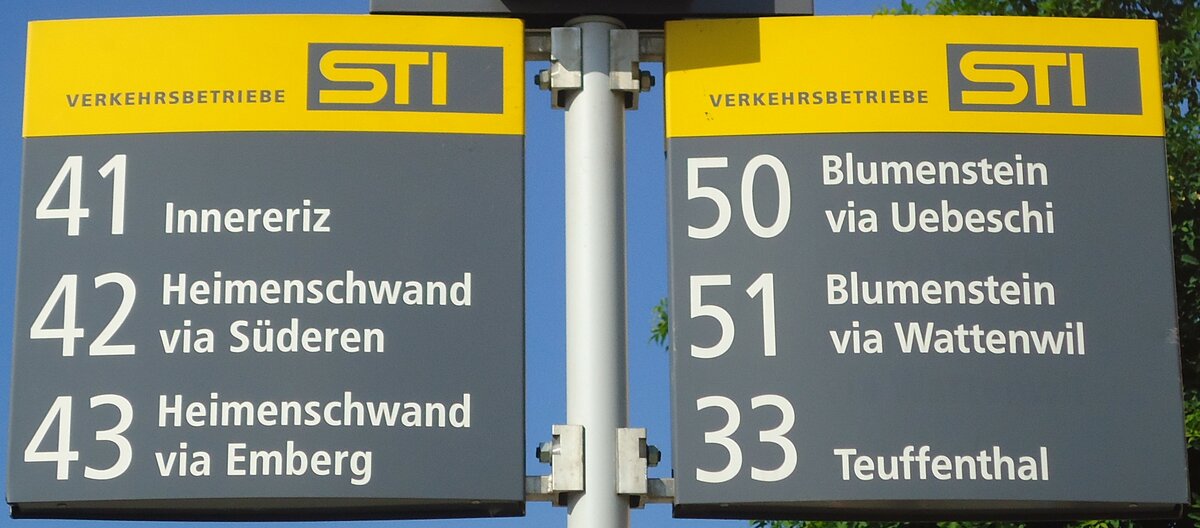 VERKEHRSBETRIEBE STI
41 Innereriz
42 Heimenschwand
via Süderen
43 Heimenschwand
via Emberg
VERKEHRSBETRIEBE STI
50 Blumenstein
via Uebeschi
51 Blumenstein
via Wattenwil
33 Teuffenthal